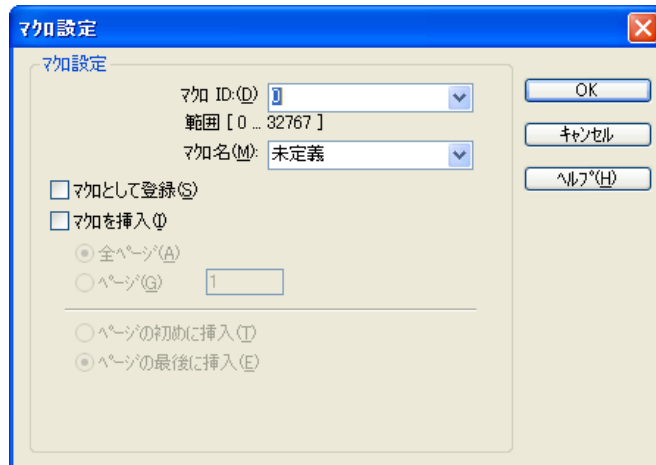 マクロ設定
マクロ設定
マクロ ID:(D) 0
範囲 [ 0 ... 32767 ]
マクロ名(M): 未定義
マクロとして登録(S)
マクロを挿入(I)
全ページ(A)
ページ(G) 1
ページの初めに挿入(T)
ページの最後に挿入(E)
OK
キャンセル
ヘルプ(H)